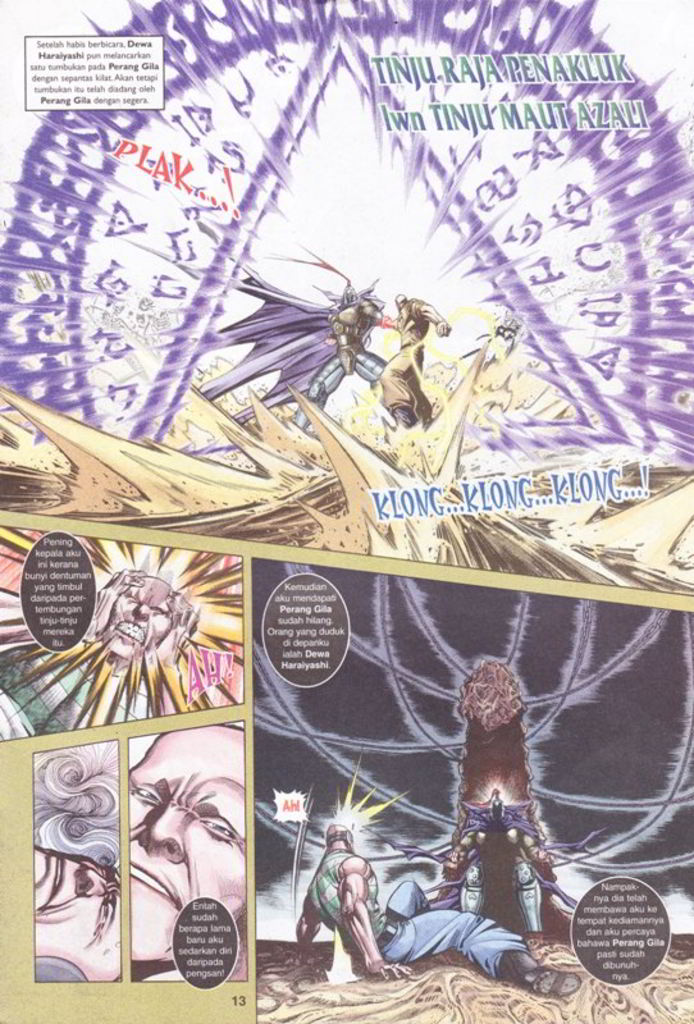 Setelah habis berbicara, Dewa
Haraiyashi pun melancarkan
satu tumbukan pada Perang Gila
dengan sepantas kilat. Akan tetapi
tumbukan itu telah diadang oleh
Perang Gila dengan segera.
TINJU RAJA PENAKLUK
lwn TINJU MAUT AZALI
PLAK....!
KLONG...KLONG...KLONG...!
Pening
kepala aku
ini kerana
bunyi dentuman
yang timbul
daripada per-
tembungan
tinju-tinju
mereka
itu.
AH!
Kemudian
aku mendapati
Perang Gila
sudah hilang.
Orang yang duduk
di depanku
ialah Dewa
Haraiyashi.
Ah!
Entah
sudah
berapa lama
baru aku
sedarkan diri
daripada
pengsan!
Nampak-
nya dia telah
membawa aku ke
tempat lainnya
dan aku percaya
bahawa Perang Gila
pasti sudah
dibunuh-
nya.
13